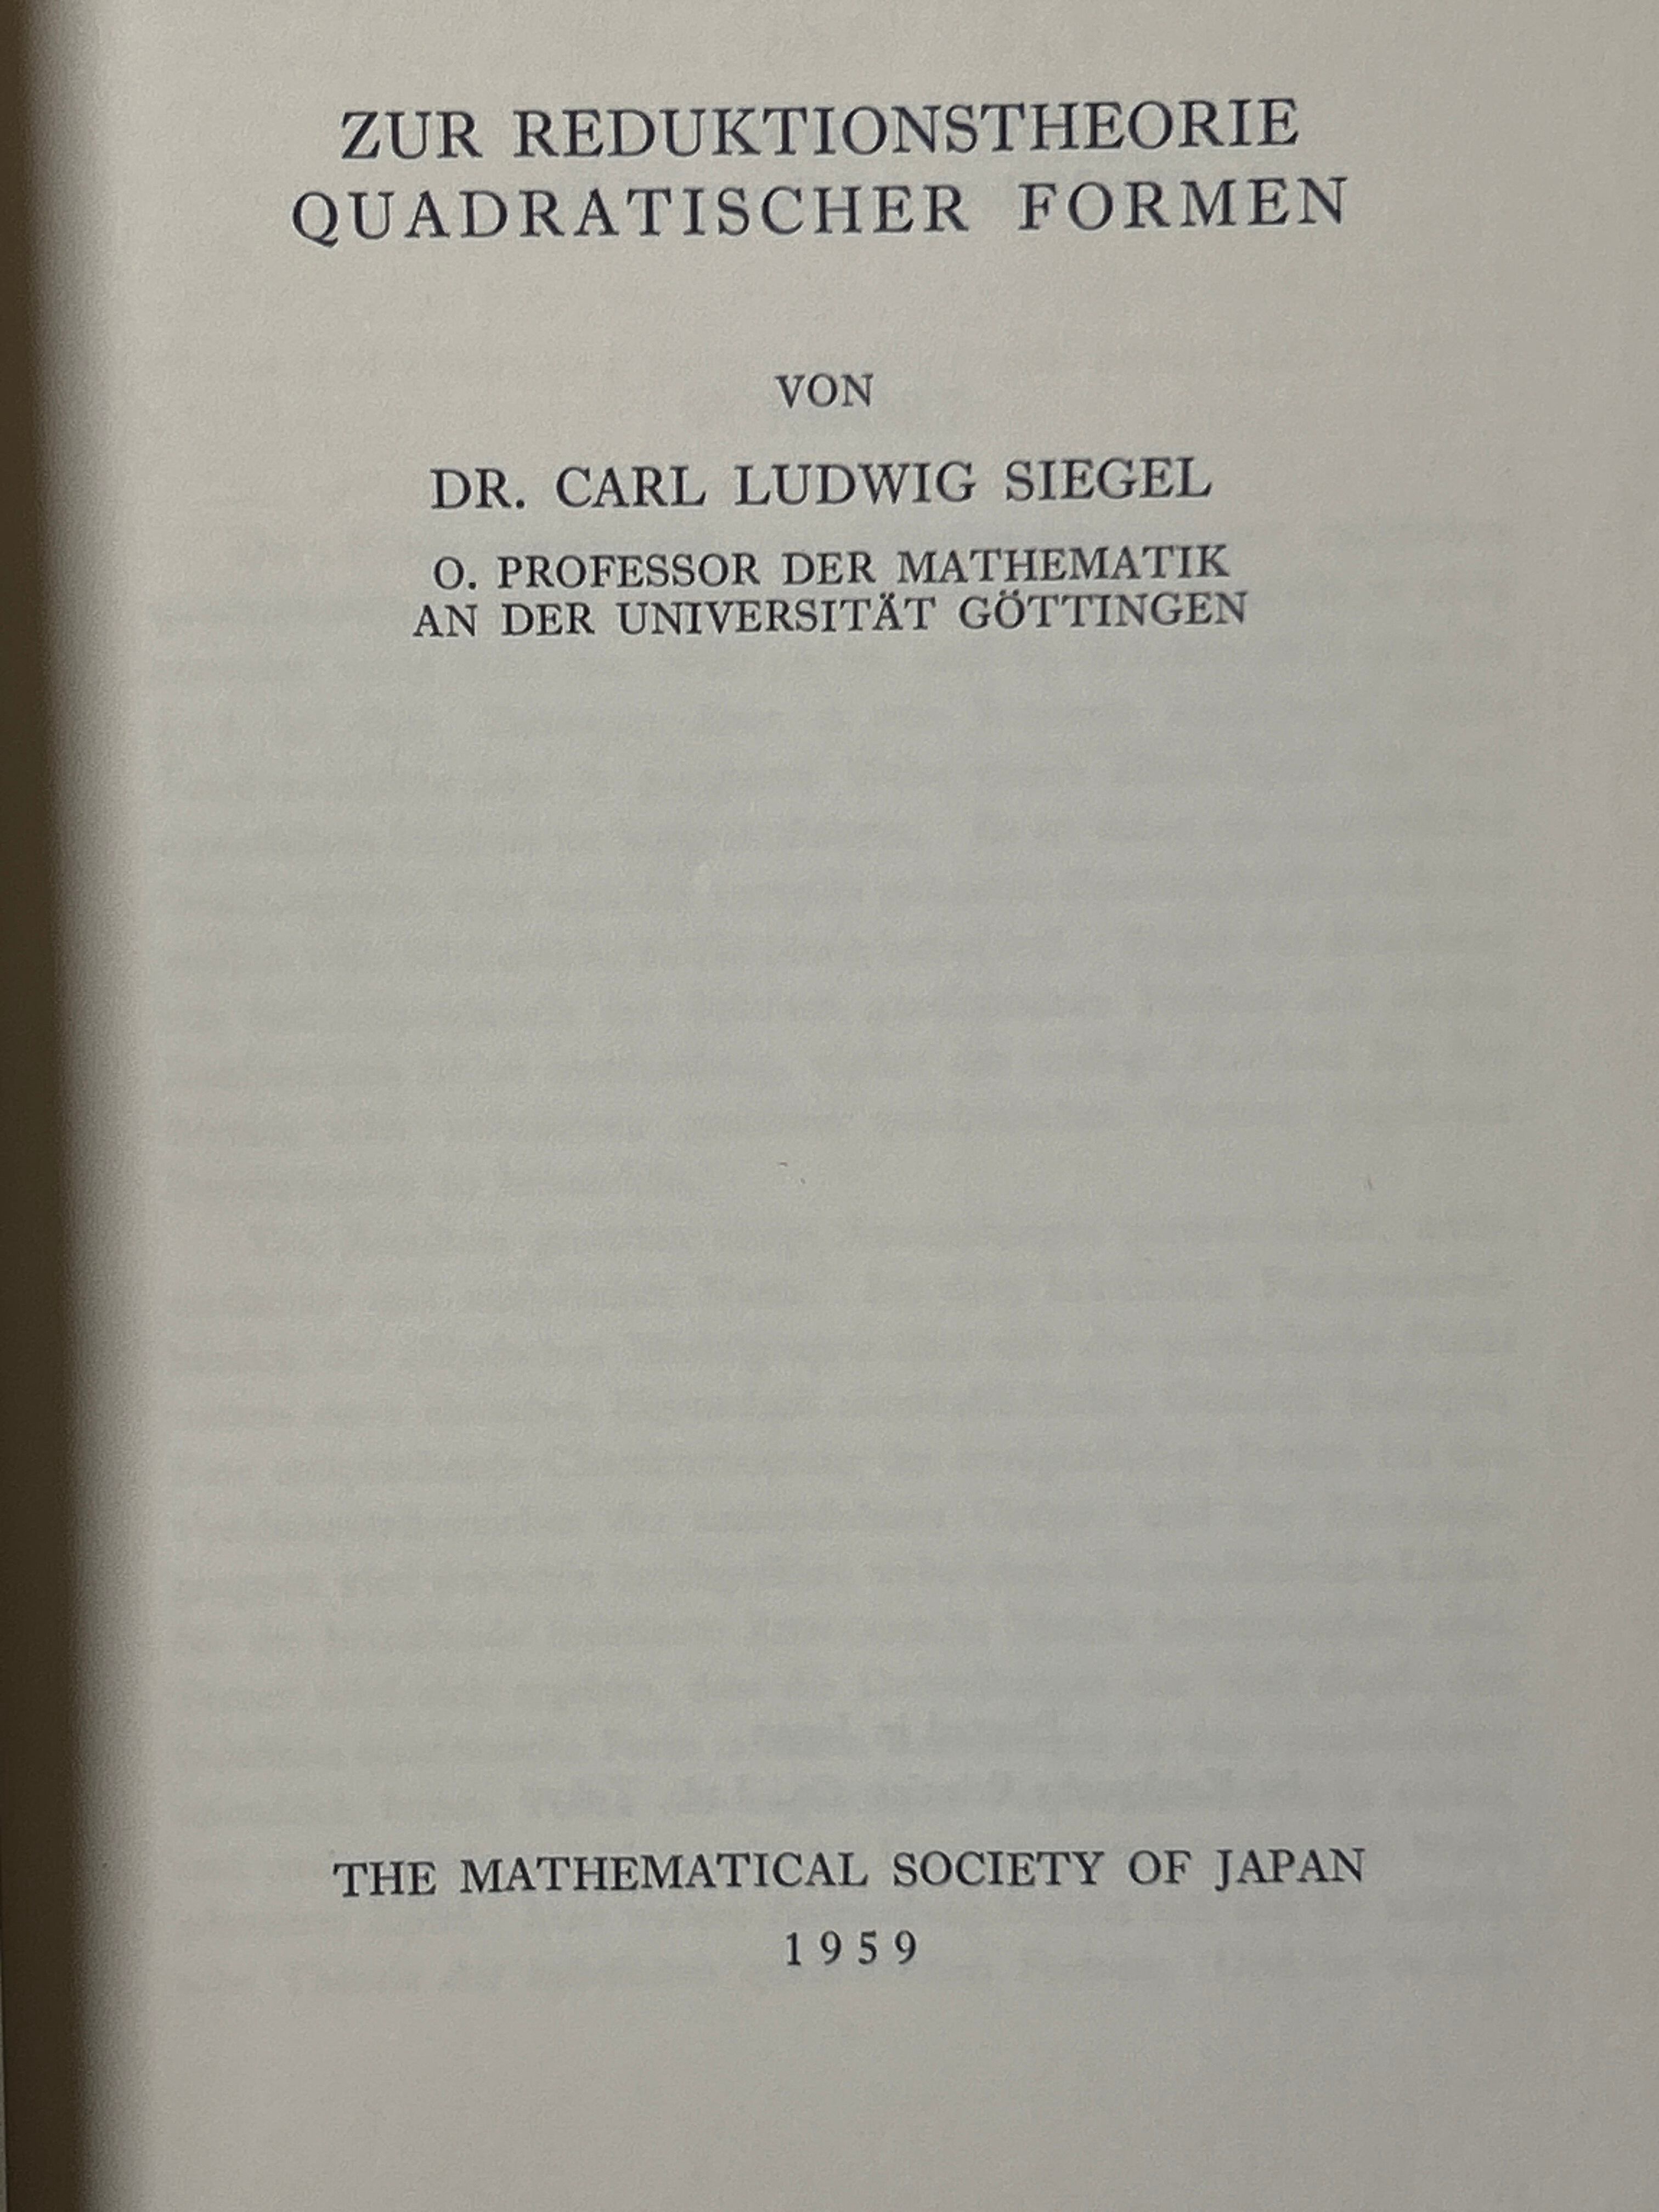 ZUR REDUKTIONSTHEORIE
QUADRATISCHER FORMEN
VON
DR. CARL LUDWIG SIEGEL
O. PROFESSOR DER MATHEMATIK
AN DER UNIVERSITÄT GÖTTINGEN
THE MATHEMATICAL SOCIETY OF JAPAN
1959